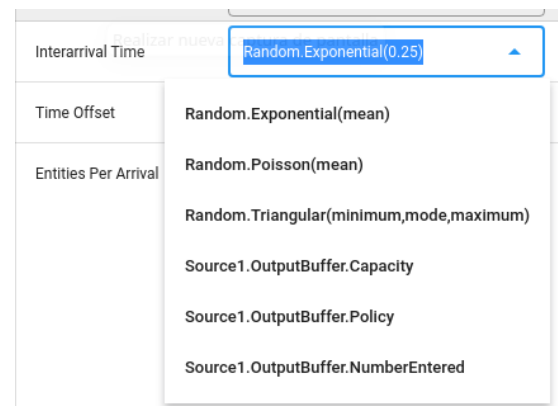 Realizar nueva captura de pantalla
Interarrival Time
Random.Exponential(0.25)
Time Offset
Random.Exponential(mean)
Random.Poisson(mean)
Entities Per Arrival
Random.Triangular(minimum,mode,maximum)
Source1.OutputBuffer.Capacity
Source1.OutputBuffer.Policy
Source1.OutputBuffer.NumberEntered